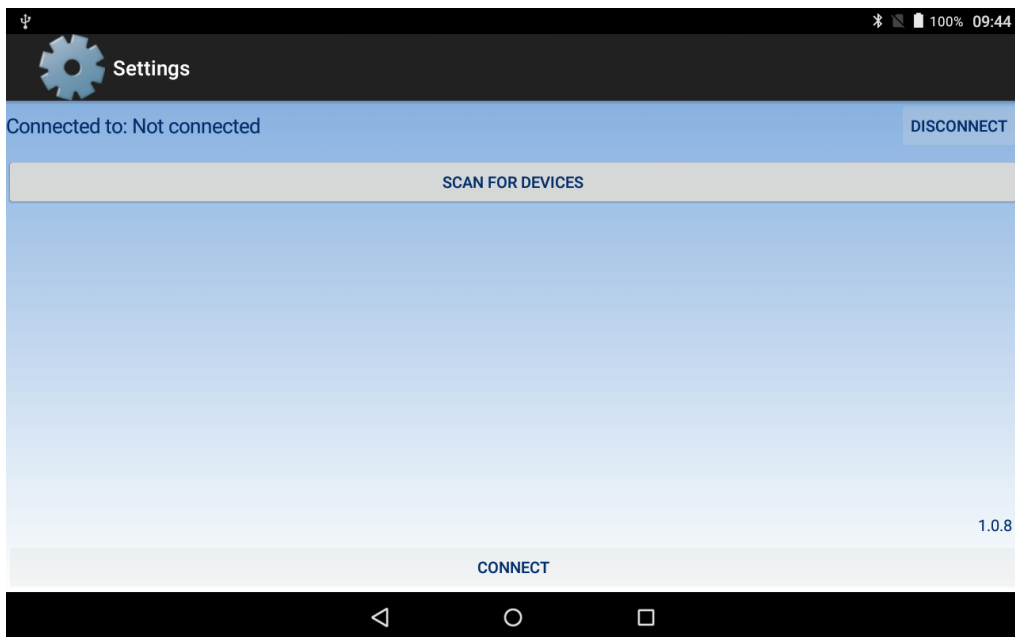 100% 09:44
Settings
Connected to: Not connected
DISCONNECT
SCAN FOR DEVICES
1.0.8
CONNECT